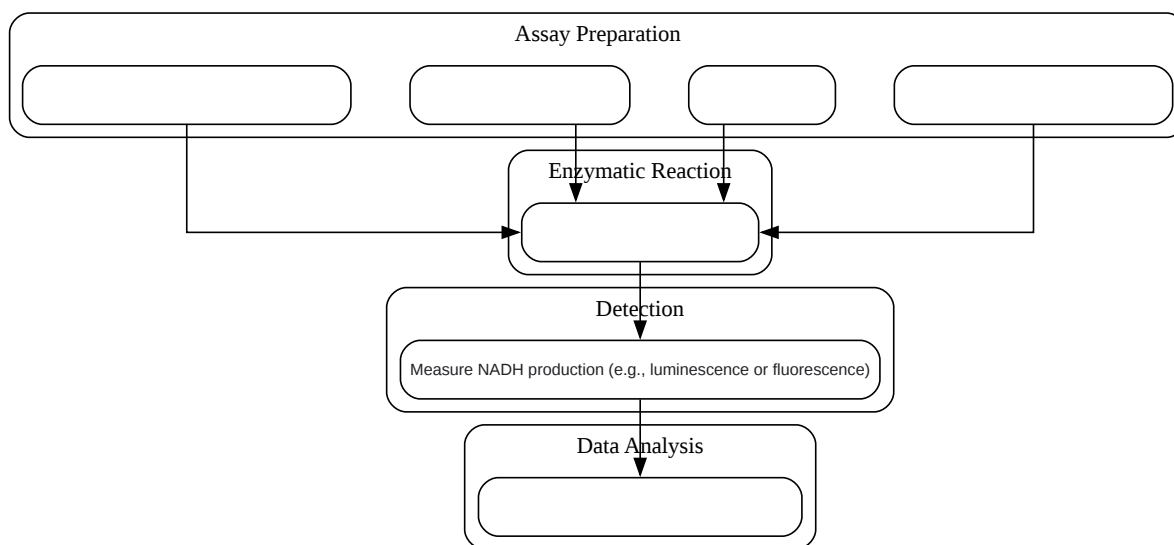 Assay Preparation
Enzymatic Reaction
Detection
Measure NADH production (e.g., luminescence or fluorescence)
Data Analysis